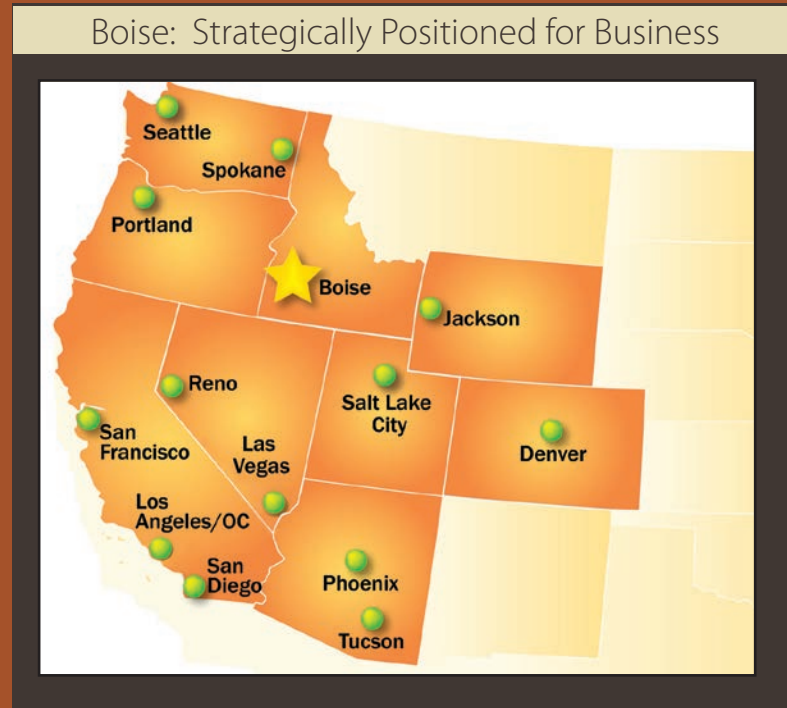 Boise: Strategically Positioned for Business
Seattle
Spokane
Portland
Boise
Jackson
Reno
Salt Lake
City
San
Francisco
Las
Vegas
Denver
Los
Angeles/OC
San
Diego
Phoenix
Tucson